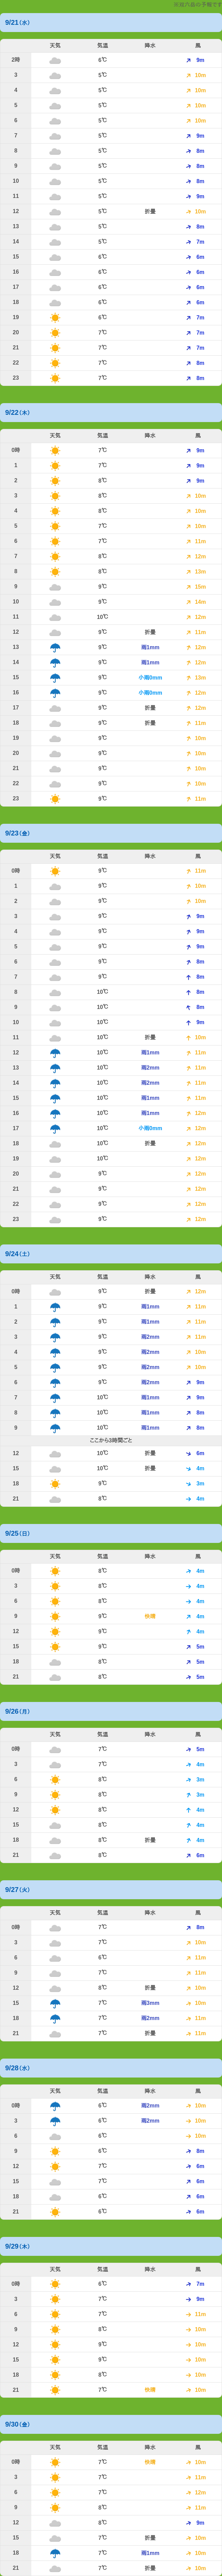 の予報です
9/21(水)
天気 気温 降水 風
2時 6℃ 9m
3 5℃ 10m
4 5℃ 10m
5 5℃ 10m
6 5℃ 10m
7 5℃ 9m
8 5℃ 8m
9 5℃ 8m
10 5℃ 8m
11 5℃ 9m
12 5℃ 折曇 10m
13 5℃ 8m
14 5℃ 7m
15 6℃ 6m
16 6℃ 6m
17 6℃ 6m
18 6℃ 6m
19 6℃ 7m
20 7℃ 7m
21 7℃ 7m
22 7℃ 8m
23 7℃ 8m
9/22(木)
天気 気温 降水 風
0時 7℃ 9m
1 7℃ 9m
2 8℃ 9m
3 8℃ 10m
4 8℃ 10m
5 7℃ 10m
6 7℃ 11m
7 8℃ 12m
8 8℃ 13m
9 9℃ 15m
10 9℃ 14m
11 10℃ 12m
12 9℃ 折曇 11m
13 9℃ 雨1mm 12m
14 9℃ 雨1mm 12m
15 9℃ 小雨0mm 13m
16 9℃ 小雨0mm 12m
17 9℃ 折曇 12m
18 9℃ 折曇 11m
19 9℃ 10m
20 9℃ 10m
21 9℃ 10m
22 9℃ 10m
23 9℃ 11m
9/23(金)
天気 気温 降水 風
0時 9℃ 11m
1 9℃ 10m
2 9℃ 10m
3 9℃ 9m
4 9℃ 9m
5 9℃ 9m
6 9℃ 8m
7 9℃ 8m
8 10℃ 8m
9 10℃ 8m
10 10℃ 9m
11 10℃ 折曇 10m
12 10℃ 雨1mm 11m
13 10℃ 雨2mm 11m
14 10℃ 雨2mm 11m
15 10℃ 雨1mm 11m
16 10℃ 雨1mm 12m
17 10℃ 小雨0mm 12m
18 10℃ 折曇 12m
19 10℃ 12m
20 9℃ 12m
21 9℃ 12m
22 9℃ 12m
23 9℃ 12m
9/24(土)
天気 気温 降水 風
0時 9℃ 折曇 12m
1 9℃ 雨1mm 11m
2 9℃ 雨1mm 11m
3 9℃ 雨2mm 11m
4 9℃ 雨2mm 10m
5 9℃ 雨2mm 10m
6 9℃ 雨2mm 9m
7 10℃ 雨1mm 9m
8 10℃ 雨1mm 8m
9 9℃ 雨1mm 8m
ここから3時間ごと
12 10℃ 折曇 6m
15 10℃ 折曇 4m
18 9℃ 3m
21 8℃ 4m
9/25(日)
天気 気温 降水 風
0時 8℃ 4m
3 8℃ 4m
6 8℃ 4m
9 9℃ 快晴 4m
12 9℃ 4m
15 9℃ 5m
18 8℃ 5m
21 8℃ 5m
9/26(月)
天気 気温 降水 風
0時 7℃ 5m
3 7℃ 4m
6 8℃ 3m
9 8℃ 3m
12 8℃ 4m
15 8℃ 4m
18 8℃ 折曇 4m
21 8℃ 6m
9/27(火)
天気 気温 降水 風
0時 7℃ 8m
3 7℃ 10m
6 7℃ 11m
9 7℃ 11m
12 8℃ 折曇 10m
15 7℃ 雨3mm 10m
18 7℃ 雨2mm 11m
21 7℃ 折曇 11m
9/28(水)
天気 気温 降水 風
0時 6℃ 雨2mm 10m
3 6℃ 雨2mm 10m
6 6℃ 10m
9 6℃ 8m
12 7℃ 6m
15 7℃ 6m
18 6℃ 6m
21 6℃ 6m
9/29(木)
天気 気温 降水 風
0時 6℃ 7m
3 7℃ 9m
6 7℃ 11m
9 8℃ 10m
12 9℃ 10m
15 9℃ 10m
18 8℃ 10m
21 7℃ 快晴 10m
9/30(金)
天気 気温 降水 風
0時 7℃ 快晴 10m
3 7℃ 11m
6 7℃ 12m
9 8℃ 11m
12 8℃ 9m
15 7℃ 折曇 10m
18 7℃ 雨1mm 10m
21 7℃ 折曇 10m